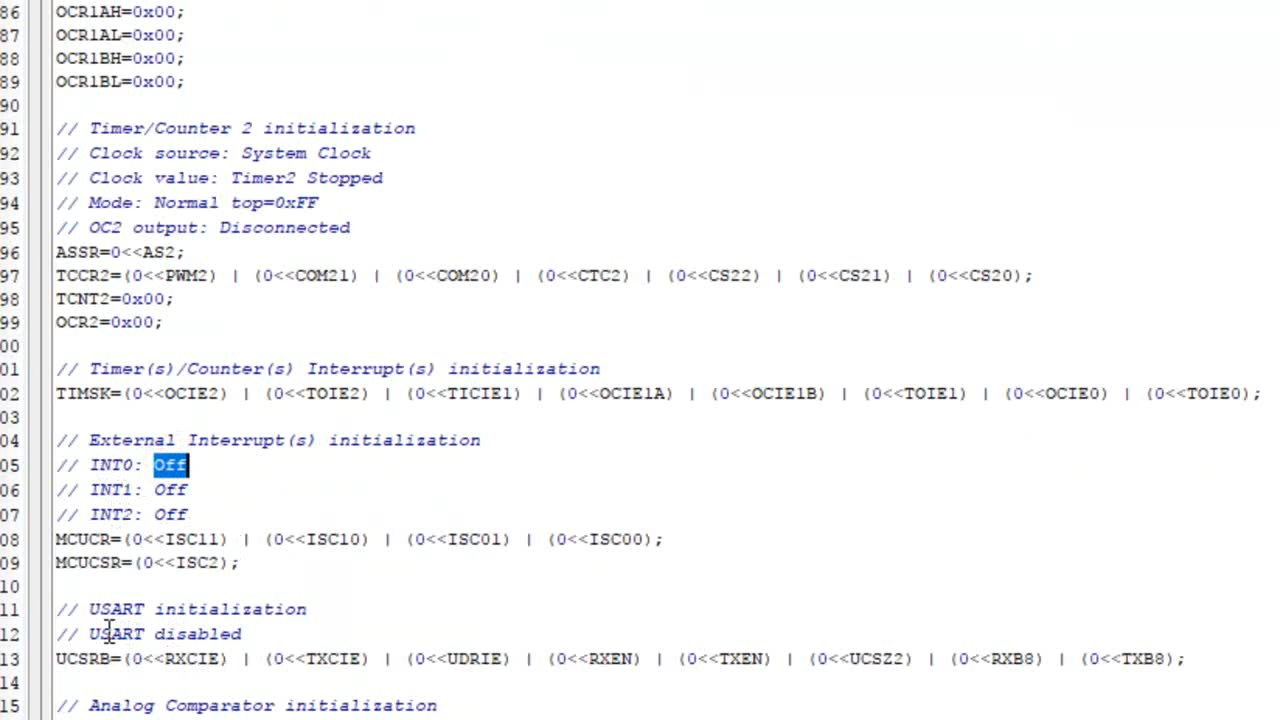 86 OCR1AH=0x00;
87 OCR1AL=0x00;
88 OCR1BH=0x00;
89 OCR1BL=0x00;
90
91 // Timer/Counter 2 initialization
92 // Clock source: System Clock
93 // Clock value: Timer2 Stopped
94 // Mode: Normal top=0xFF
95 // OC2 output: Disconnected
96 ASSR=0<<AS2;
97 TCCR2=(0<<PWM2) | (0<<COM21) | (0<<COM20) | (0<<CTC2) | (0<<CS22) | (0<<CS21) | (0<<CS20);
98 TCNT2=0x00;
99 OCR2=0x00;
00
01 // Timer(s)/Counter(s) Interrupt(s) initialization
02 TIMSK=(0<<OCIE2) | (0<<TOIE2) | (0<<TICIE1) | (0<<OCIE1A) | (0<<OCIE1B) | (0<<TOIE1) | (0<<OCIE0) | (0<<TOIE0);
03
04 // External Interrupt(s) initialization
05 // INT0: Off
06 // INT1: Off
07 // INT2: Off
08 MCUCR=(0<<ISC11) | (0<<ISC10) | (0<<ISC01) | (0<<ISC00);
09 MCUCSR=(0<<ISC2);
10
11 // USART initialization
12 // USART disabled
13 UCSRB=(0<<RXCIE) | (0<<TXCIE) | (0<<UDRIE) | (0<<RXEN) | (0<<TXEN) | (0<<UCSZ2) | (0<<RXB8) | (0<<TXB8);
14
15 // Analog Comparator initialization